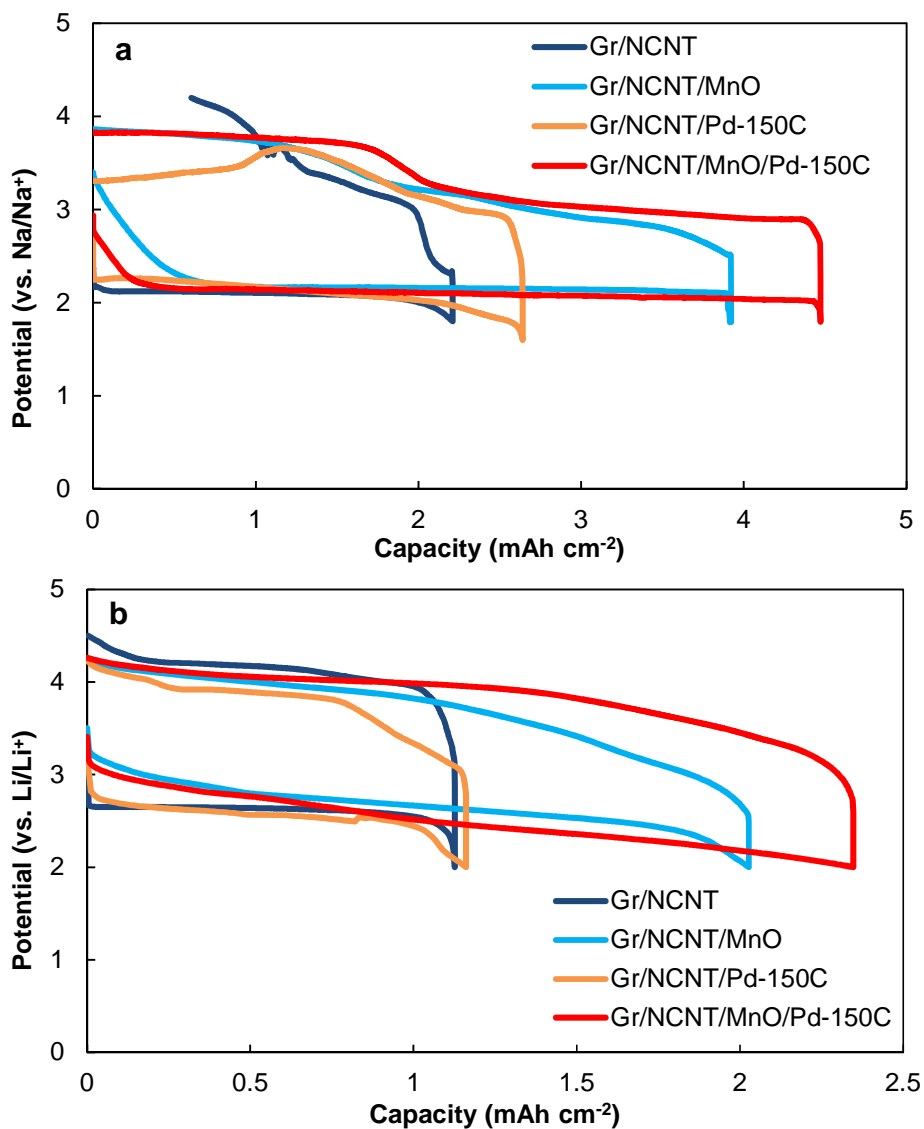 a
Gr/NCNT
Gr/NCNT/MnO
Gr/NCNT/Pd-150C
Gr/NCNT/MnO/Pd-150C
5
4
3
2
1
0
Potential (vs. Na/Na⁺)
0 1 2 3 4 5
Capacity (mAh cm⁻²)
b
5
4
3
2
1
0
Potential (vs. Li/Li⁺)
Gr/NCNT
Gr/NCNT/MnO
Gr/NCNT/Pd-150C
Gr/NCNT/MnO/Pd-150C
0 0.5 1 1.5 2 2.5
Capacity (mAh cm⁻²)